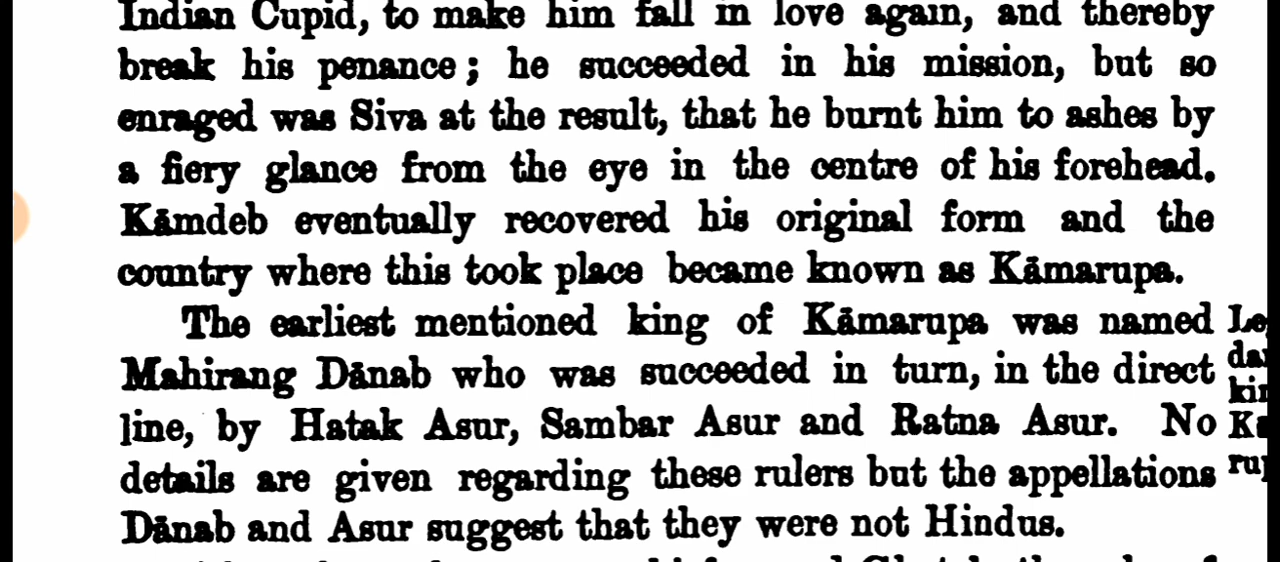 Indian Cupid, to make him fall in love again, and thereby
break his penance; he succeeded in his mission, but so
enraged was Siva at the result, that he burnt him to ashes by
a fiery glance from the eye in the centre of his forehead.
Kāmdeb eventually recovered his original form and the
country where this took place became known as Kāmarupa.
The earliest mentioned king of Kāmarupa was named
Mahirang Dānab who was succeeded in turn, in the direct
line, by Hatak Asur, Sambar Asur and Ratna Asur. No
details are given regarding these rulers but the appellations
Dānab and Asur suggest that they were not Hindus.